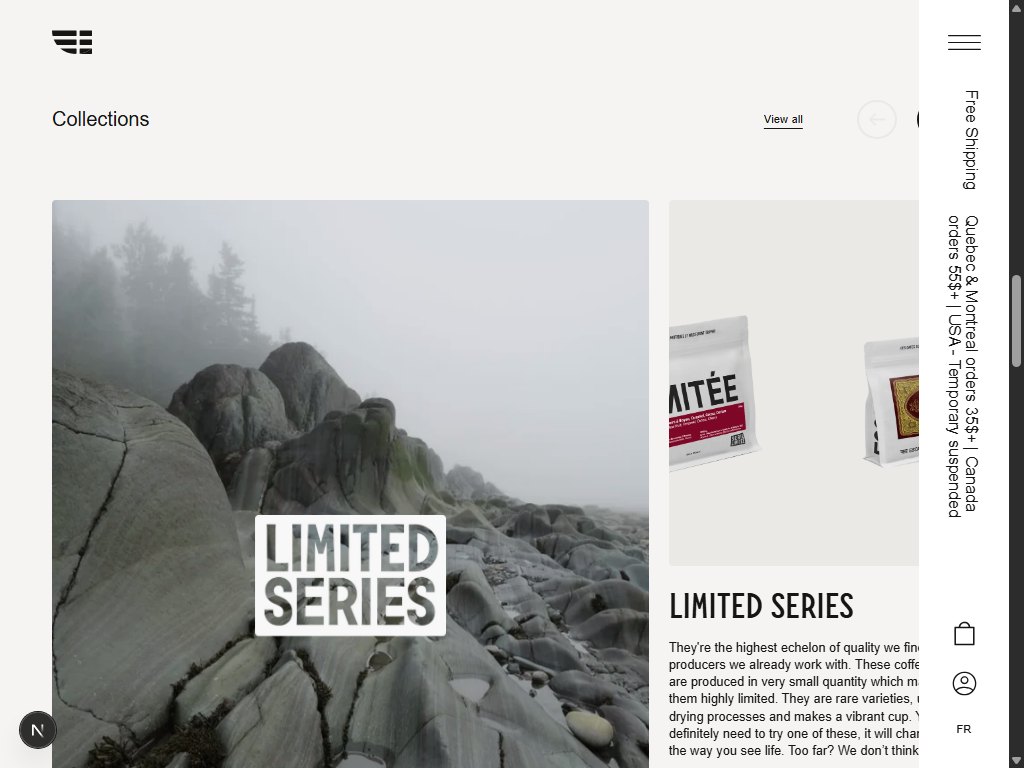 Collections
View all
Free Shipping
Quebec & Montreal orders 35$+ | Canada
orders 55$+ | USA - Temporary suspended
LIMITED
SERIES
MITÉE
LIMITED SERIES
They're the highest echelon of quality we fin
producers we already work with. These coffe
are produced in very small quantity which m
them highly limited. They are rare varieties,
drying processes and makes a vibrant cup. Y
definitely need to try one of these, it will char
the way you see life. Too far? We don't think
N
FR